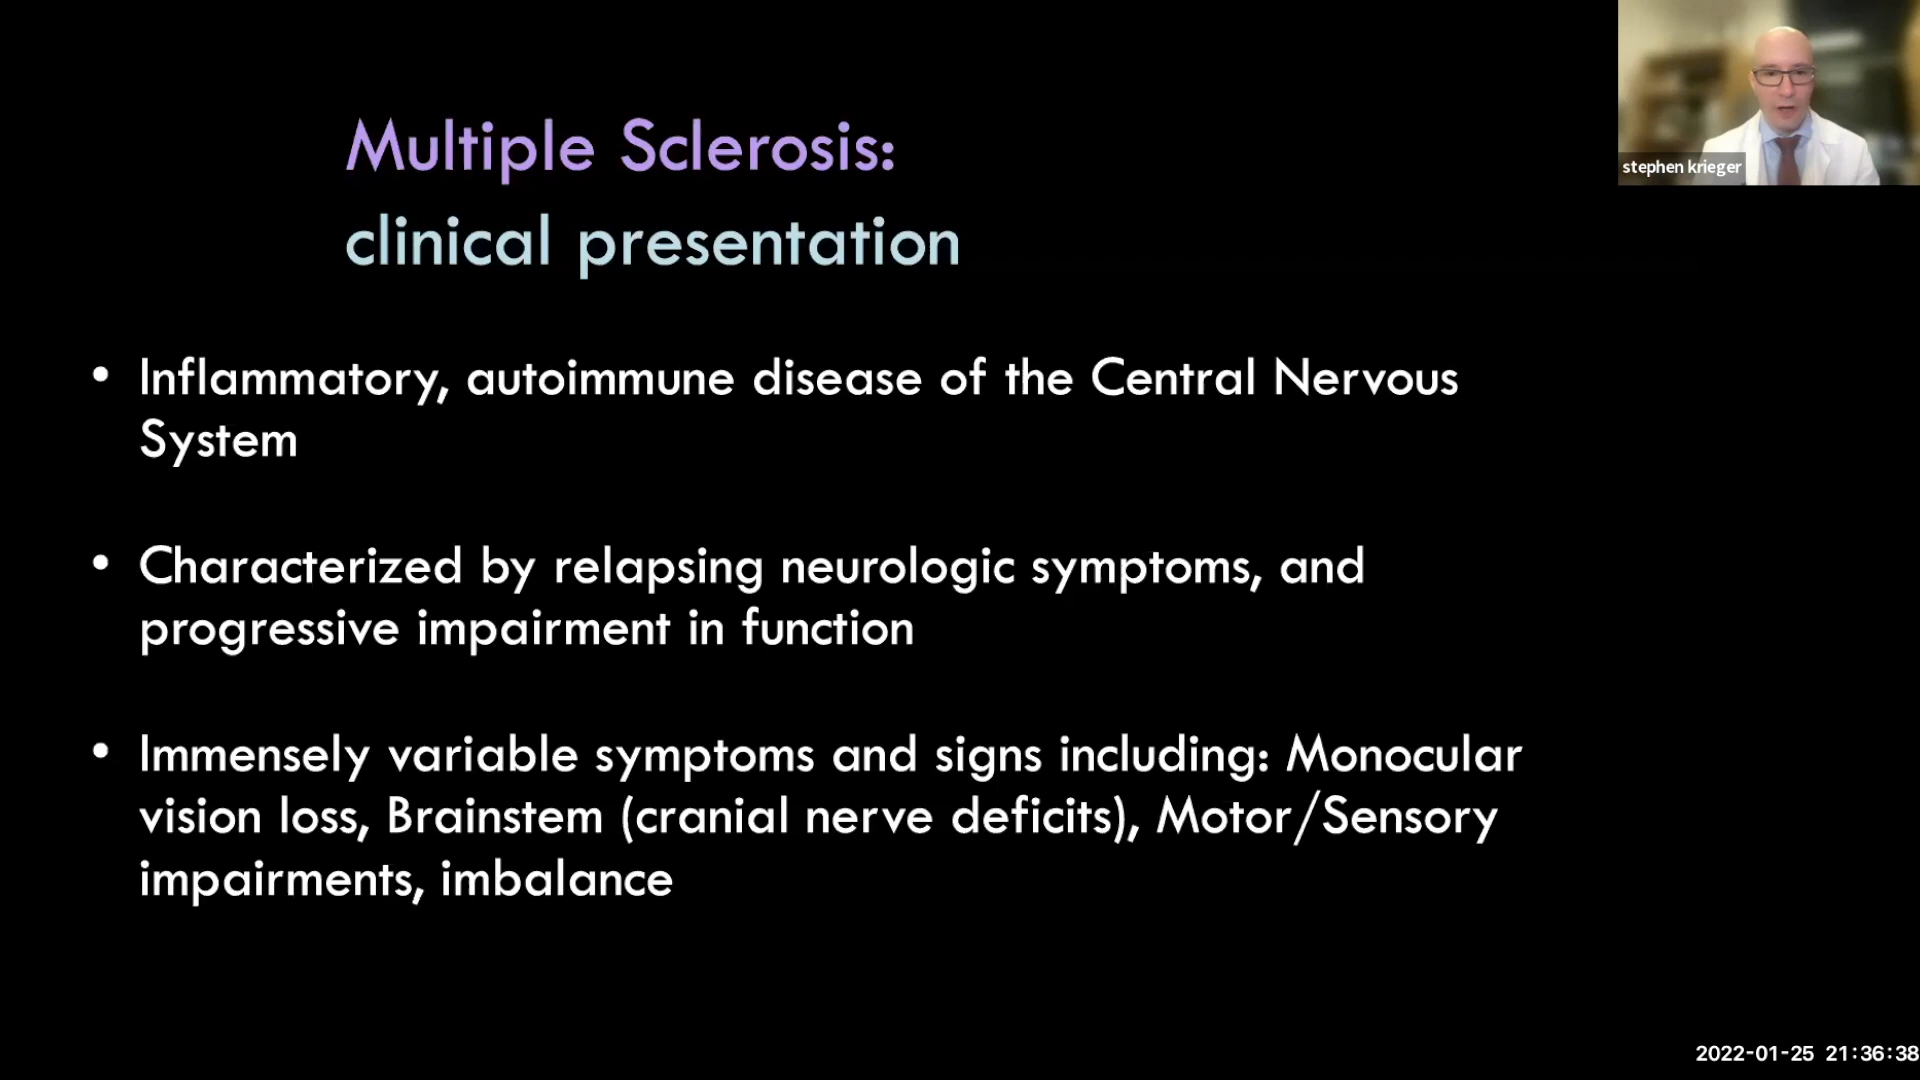 Multiple Sclerosis:
clinical presentation
stephen krieger
• Inflammatory, autoimmune disease of the Central Nervous
System
• Characterized by relapsing neurologic symptoms, and
progressive impairment in function
• Immensely variable symptoms and signs including: Monocular
vision loss, Brainstem (cranial nerve deficits), Motor/Sensory
impairments, imbalance
2022-01-25 21:36:38